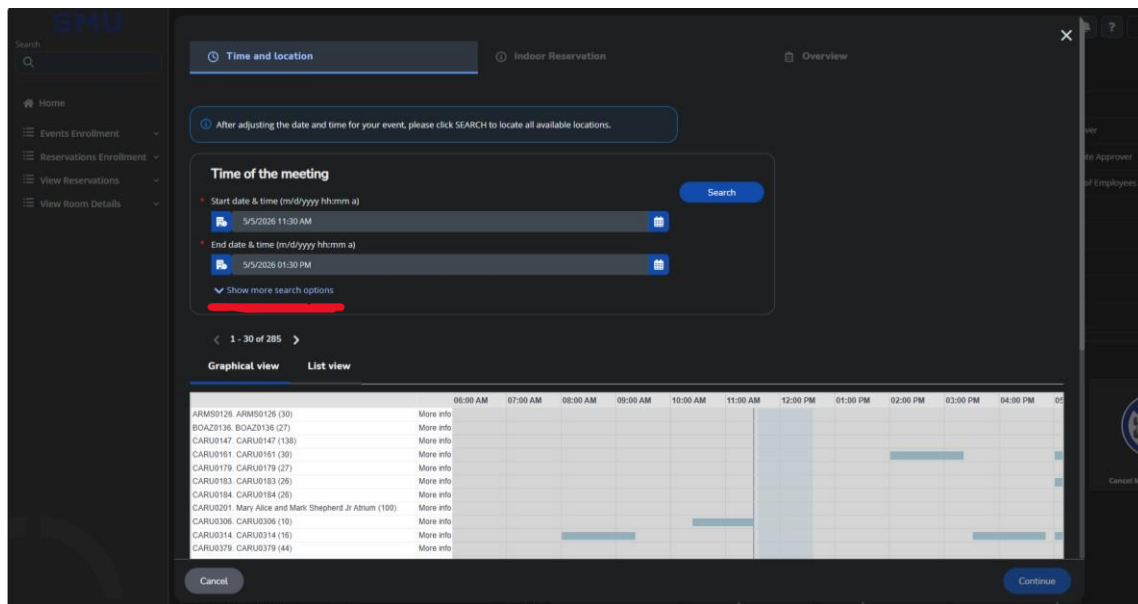 SMU
Search
Home
Events Enrollment
Reservations Enrollment
View Reservations
View Room Details
?
Time and location
Indoor Reservation
Overview
After adjusting the date and time for your event, please click SEARCH to locate all available locations.
Time of the meeting
Search
* Start date & time (m/d/yyyy hh:mm a)
5/5/2026 11:30 AM
* End date & time (m/d/yyyy hh:mm a)
5/5/2026 01:30 PM
Show more search options
1 - 30 of 285
Graphical view List view
06:00 AM 07:00 AM 08:00 AM 09:00 AM 10:00 AM 11:00 AM 12:00 PM 01:00 PM 02:00 PM 03:00 PM 04:00 PM 05
ARMS0126. ARMS0126 (30) More info
BOAZ0136. BOAZ0136 (27) More info
CARU0147. CARU0147 (138) More info
CARU0161. CARU0161 (30) More info
CARU0179. CARU0179 (27) More info
CARU0183. CARU0183 (26) More info
CARU0184. CARU0184 (26) More info
CARU0201. Mary Alice and Mark Shepherd Jr Atrium (100) More info
CARU0306. CARU0306 (10) More info
CARU0314. CARU0314 (16) More info
CARU0379. CARU0379 (44) More info
Cancel
Continue
ver
te Approver
of Employees